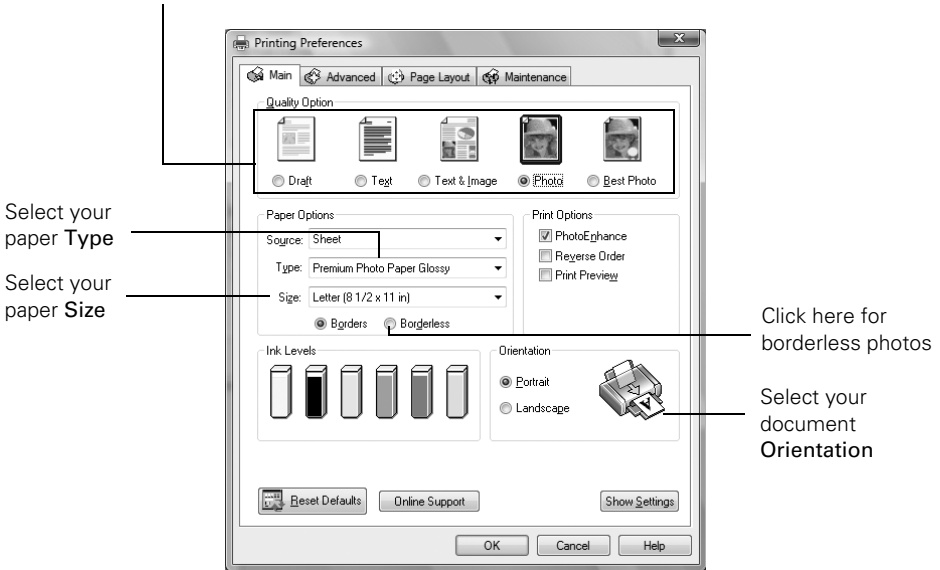 Printing Preferences
Main Advanced Page Layout Maintenance
Quality Option
Draft Text Text & Image Photo Best Photo
Select your
paper Type
Select your
paper Size
Paper Options
Source: Sheet
Type: Premium Photo Paper Glossy
Size: Letter (8 1/2 x 11 in)
Borders Borderless
Print Options
PhotoEnhance
Reverse Order
Print Preview
Click here for
borderless photos
Ink Levels
Orientation
Portrait
Landscape
A
Select your
document
Orientation
Reset Defaults Online Support Show Settings
OK Cancel Help